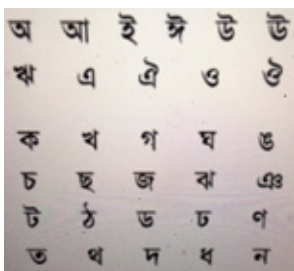 অ আ ই ঈ উ ঊ
ঋ এ ঐ ও ঔ
ক খ গ ঘ ঙ
চ ছ জ ঝ ঞ
ট ঠ ড ঢ ণ
ত থ দ ধ ন